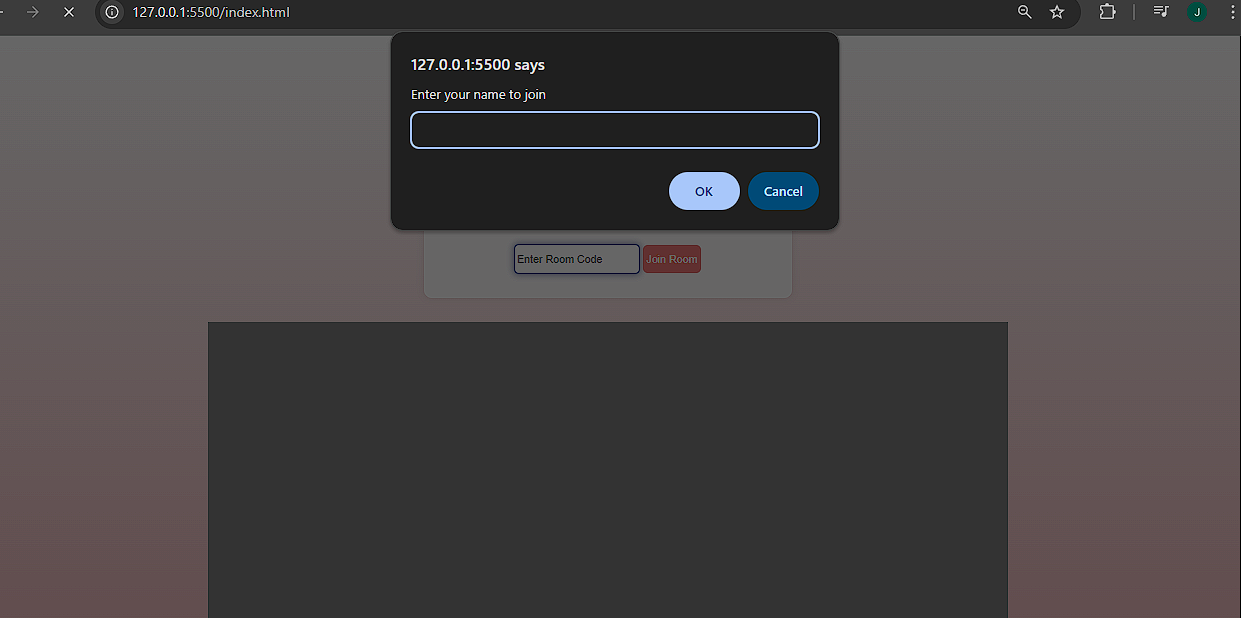 127.0.0.1:5500/index.html
J
127.0.0.1:5500 says
Enter your name to join
OK
Cancel
Enter Room Code
Join Room